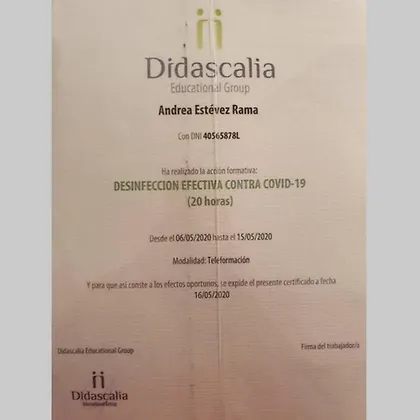 Didascalia
Educational Group
Andrea Estévez Rama
Con DNI 40565878L
Ha realizado la acción formativa:
DESINFECCION EFECTIVA CONTRA COVID-19
(20 horas)
Desde el 06/05/2020 hasta el 15/05/2020
Modalidad: Teleformación
Y para que así conste a los efectos oportunos, se expide el presente certificado a fecha
16/05/2020
Didascalia Educational Group
Firma del trabajador/a
Didascalia
Educational Group